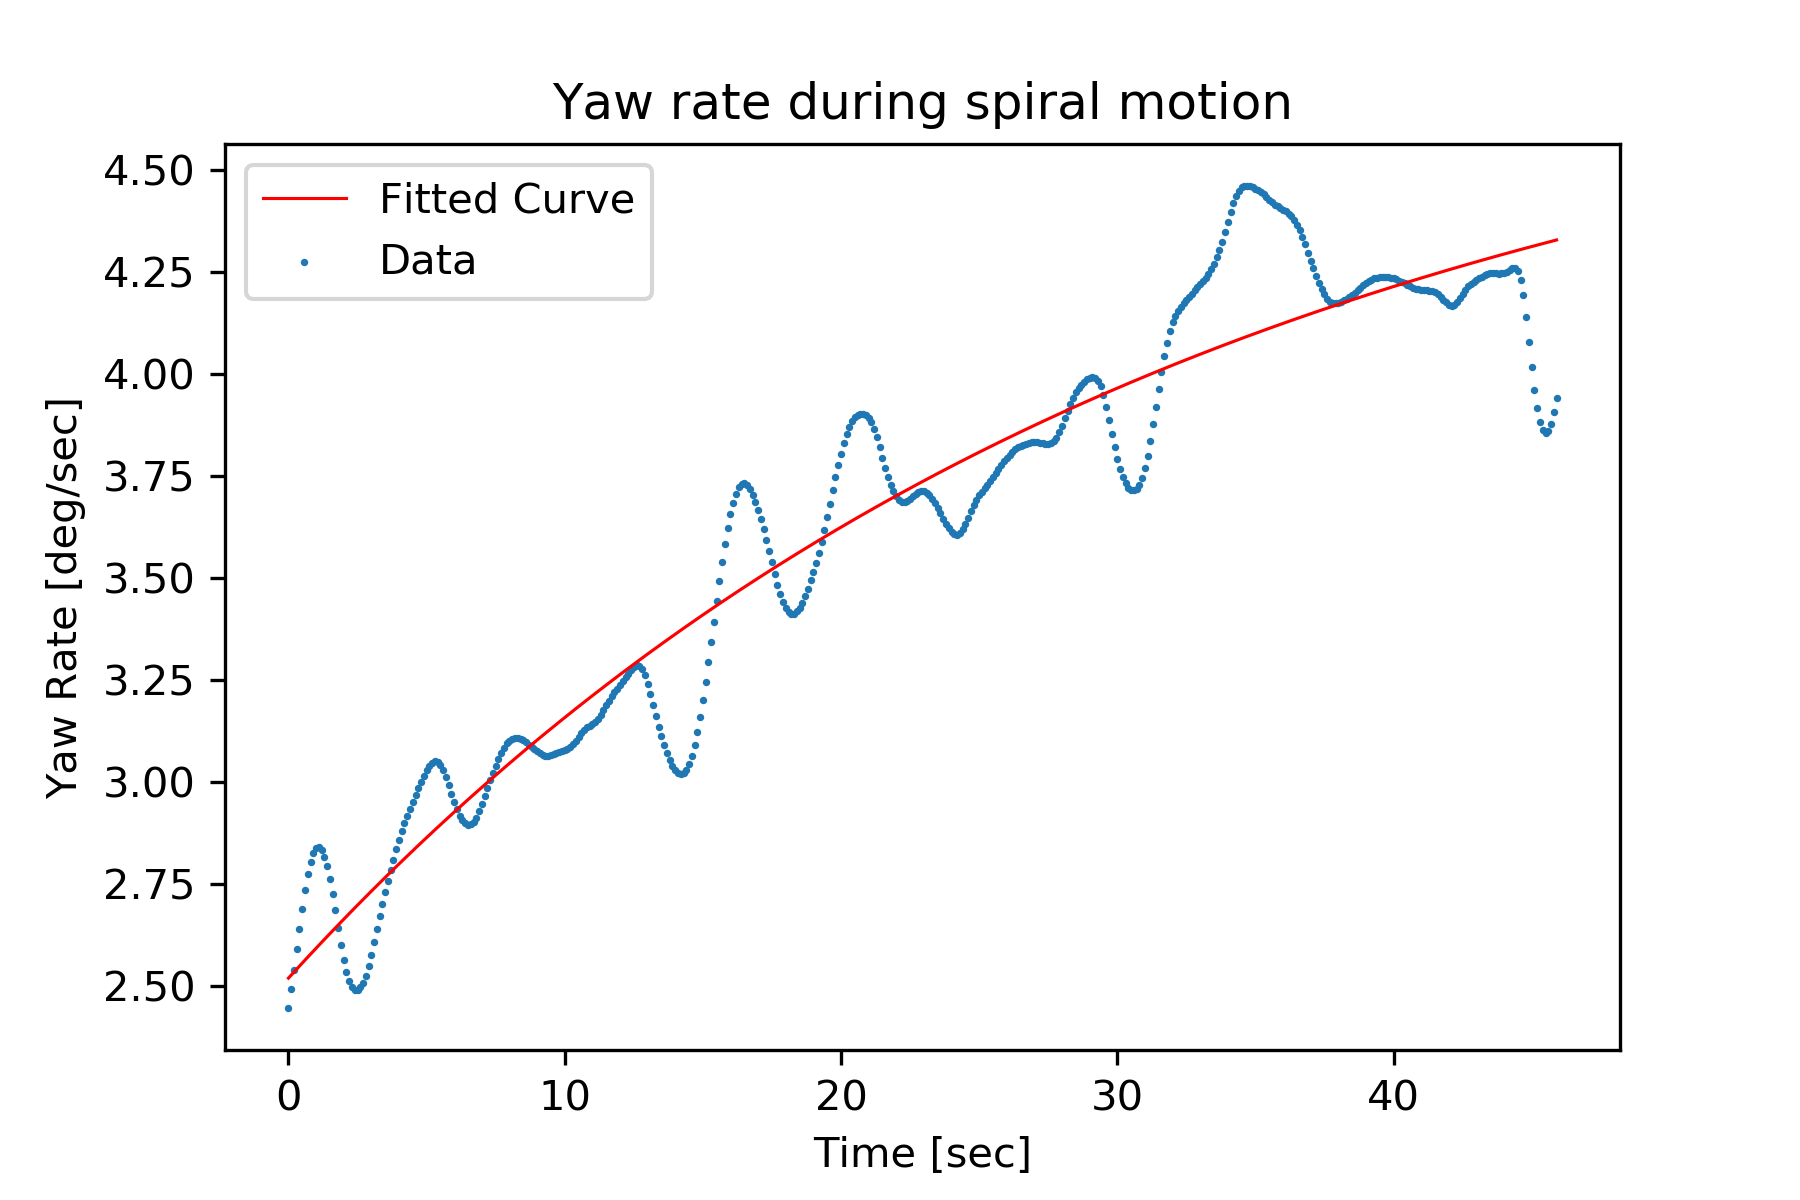 Yaw rate during spiral motion
Fitted Curve
Data
4.50
4.25
4.00
3.75
3.50
3.25
3.00
2.75
2.50
Yaw Rate [deg/sec]
0 10 20 30 40
Time [sec]